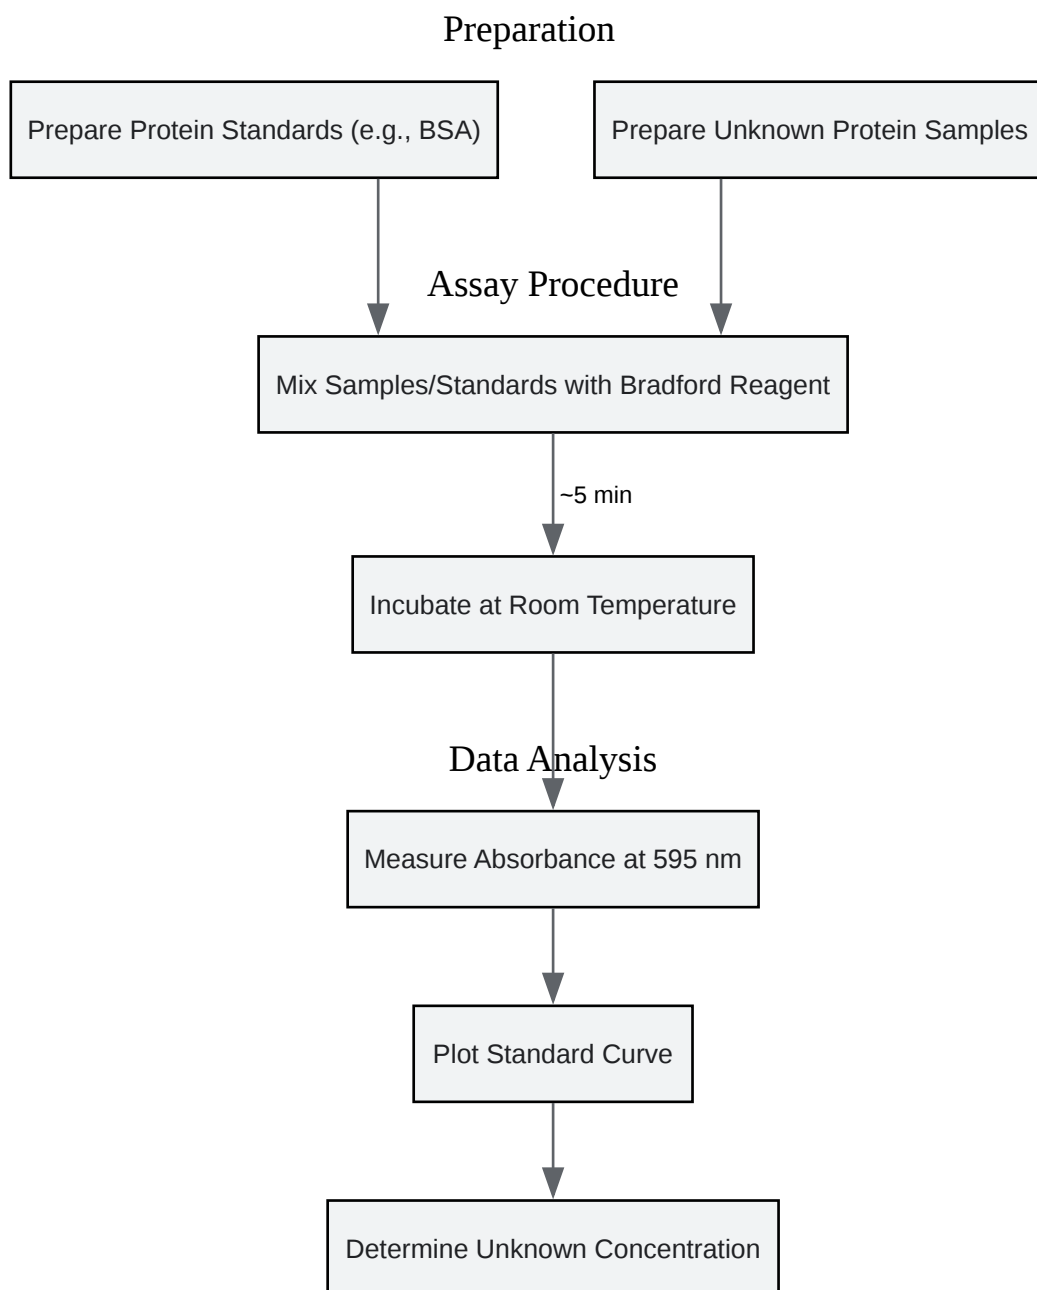 Preparation
Prepare Protein Standards (e.g., BSA)
Prepare Unknown Protein Samples
Assay Procedure
Mix Samples/Standards with Bradford Reagent
~5 min
Incubate at Room Temperature
Data Analysis
Measure Absorbance at 595 nm
Plot Standard Curve
Determine Unknown Concentration